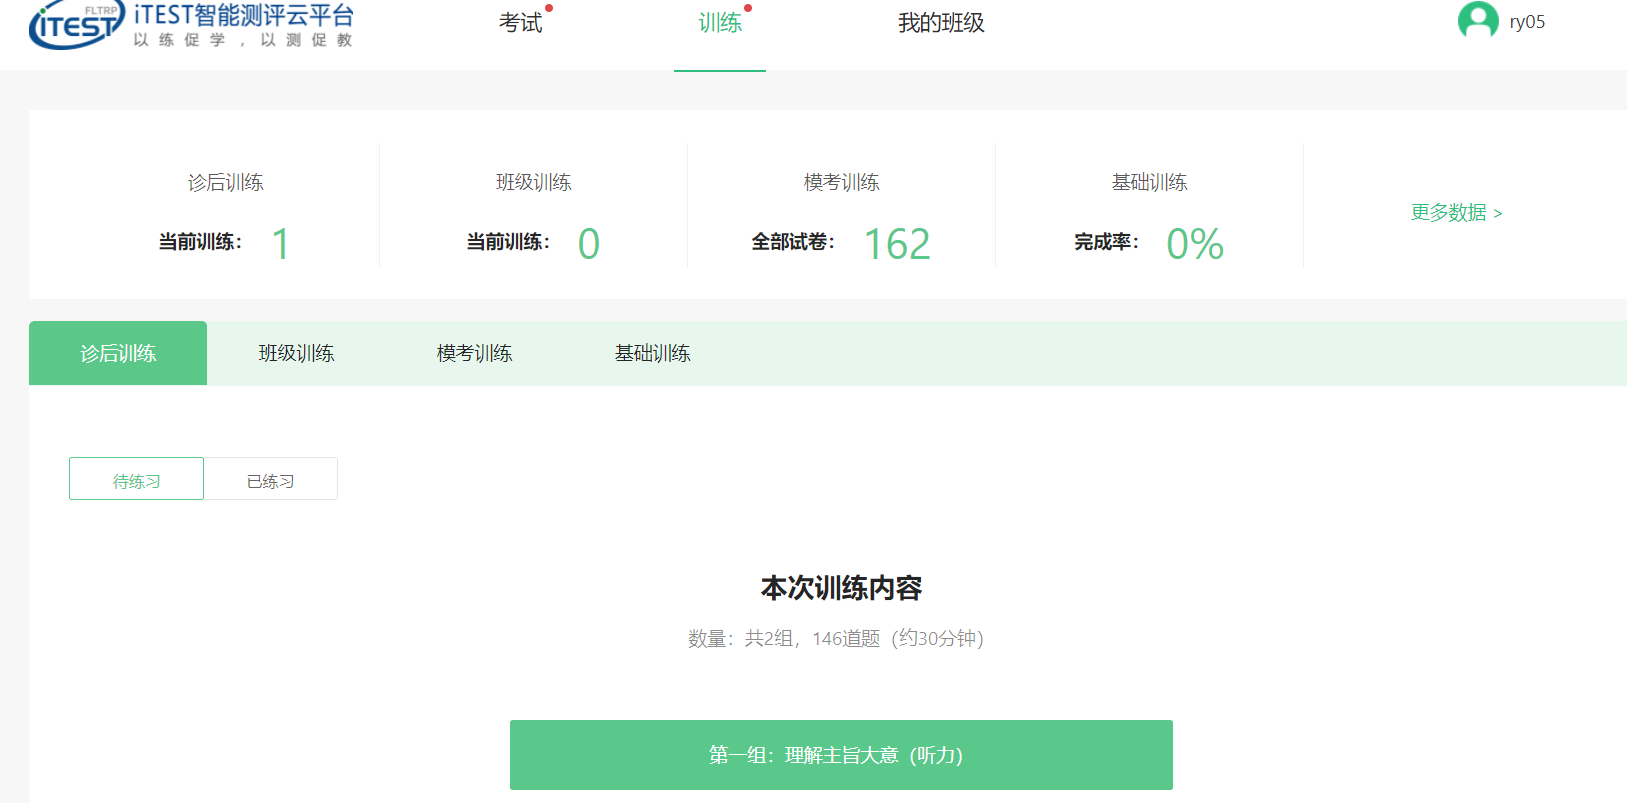 FLTRP
iTEST
iTEST智能测评云平台
以练促学，以测促教
考试
训练
我的班级
ry05
诊后训练
当前训练： 1
班级训练
当前训练： 0
模考训练
全部试卷： 162
基础训练
完成率： 0%
更多数据 >
诊后训练
班级训练
模考训练
基础训练
待练习
已练习
本次训练内容
数量：共2组，146道题（约30分钟）
第一组：理解主旨大意（听力）